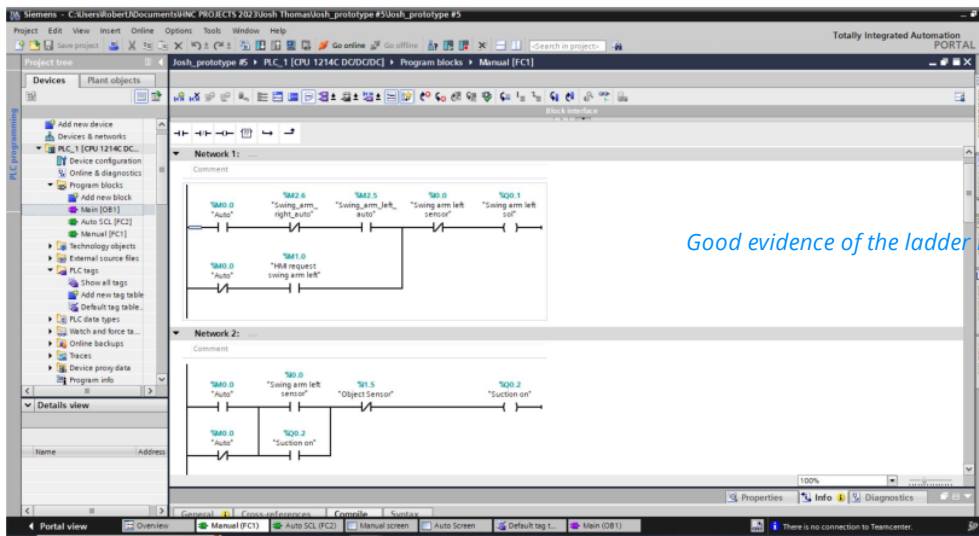 Siemens - C:\Users\Robert\Documents\HNC PROJECTS 2023\Josh Thomas\Josh_prototype #5\Josh_prototype #5
Project Edit View Insert Online Options Tools Window Help
Totally Integrated Automation
PORTAL
Save project
Go online
Go offline
<Search in project>
Project tree
Josh_prototype #5 PLC_1 [CPU 1214C DC/DC/DC] Program blocks Manual [FC1]
Devices
Plant objects
Block interface
PLC programming
Add new device
Devices & networks
PLC_1 [CPU 1214C DC...
Device configuration
Online & diagnostics
Program blocks
Add new block
Main [OB1]
Auto SCL [FC2]
Manual [FC1]
Technology objects
External source files
PLC tags
Show all tags
Add new tag table
Default tag table..
PLC data types
Watch and force ta...
Online backups
Traces
Device proxy data
Program info
Details view
Name Address
Network 1: ....
Comment
%M0.0 %M2.6 %M2.5 %I0.0 %Q0.1
"Auto" "Swing_arm_right_auto" "Swing_arm_left_auto" "Swing arm left sensor" "Swing arm left sol"
%M0.0 %M1.0
"Auto" "HMI request swing arm left"
Good evidence of the ladder
Network 2: ....
Comment
%M0.0 %I0.0 %I1.5 %Q0.2
"Auto" "Swing arm left sensor" "Object Sensor" "Suction on"
%M0.0 %Q0.2
"Auto" "Suction on"
100%
Properties Info Diagnostics
General Cross-references Compile Syntax
Portal view Overview Manual (FC1) Auto SCL (FC2) Manual screen Auto Screen Default tag t... Main (OB1) There is no connection to Teamcenter.